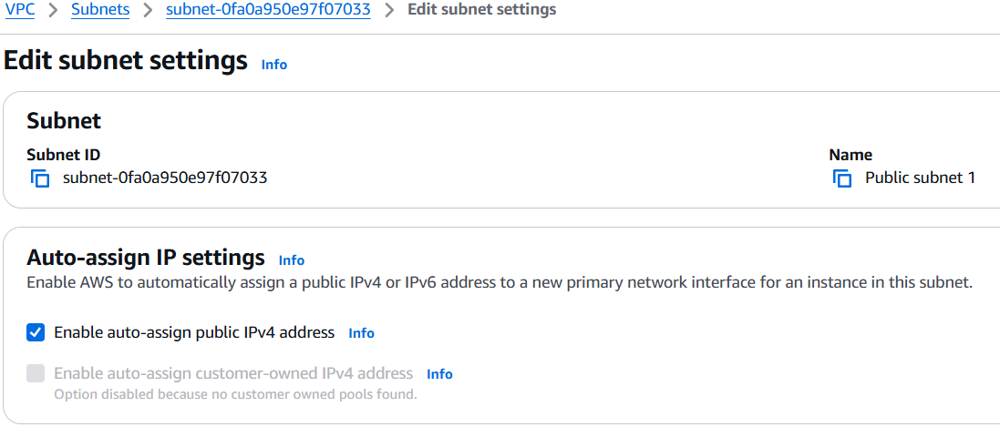 VPC > Subnets > subnet-0fa0a950e97f07033 > Edit subnet settings
Edit subnet settings Info
Subnet
Subnet ID Name
subnet-0fa0a950e97f07033 Public subnet 1
Auto-assign IP settings Info
Enable AWS to automatically assign a public IPv4 or IPv6 address to a new primary network interface for an instance in this subnet.
Enable auto-assign public IPv4 address Info
Enable auto-assign customer-owned IPv4 address Info
Option disabled because no customer owned pools found.